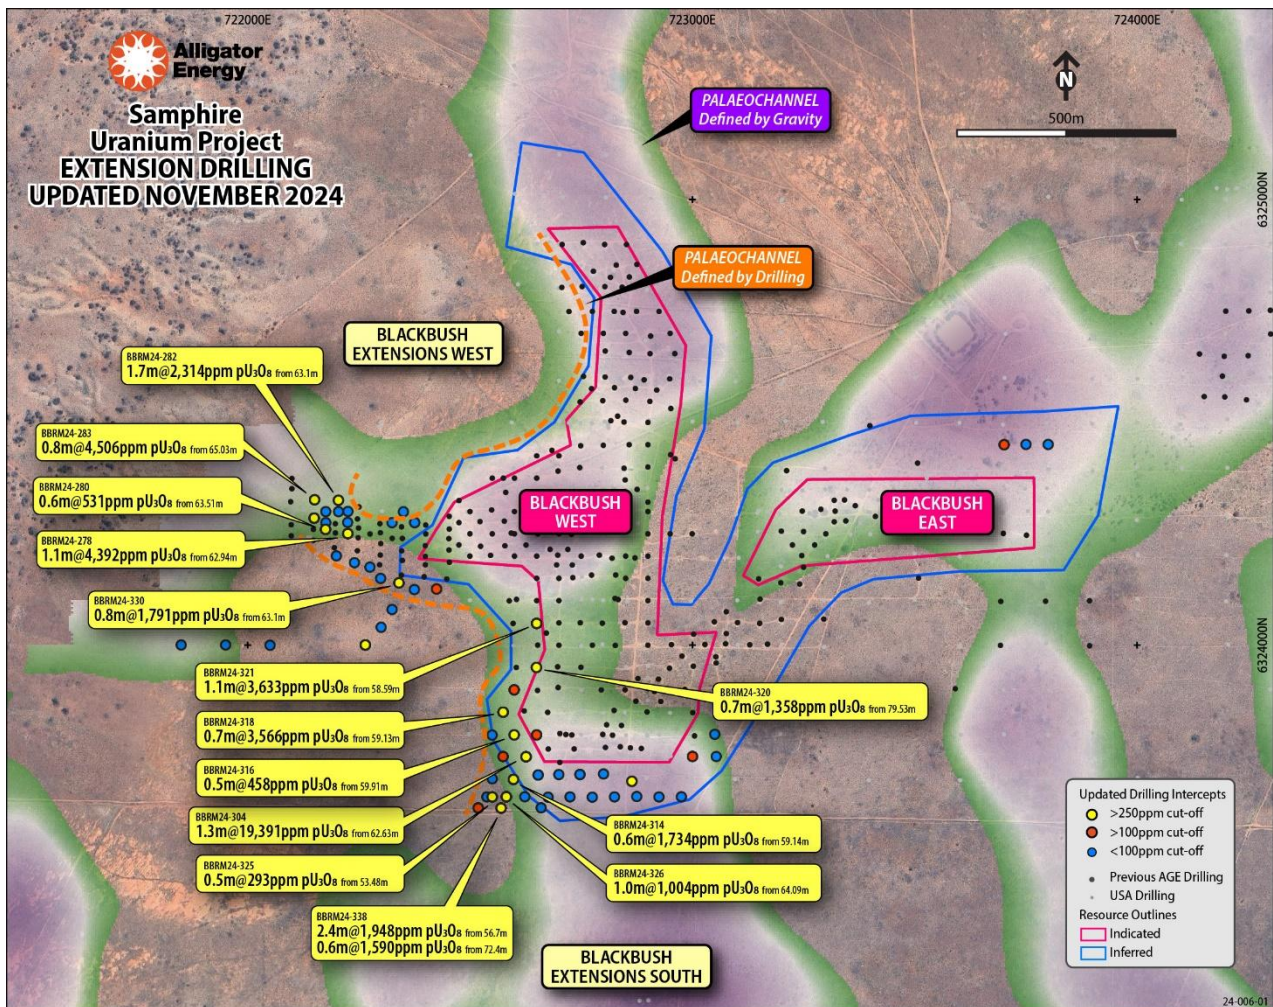 722000E
723000E
724000E
Alligator
Energy
Samphire
Uranium Project
EXTENSION DRILLING
UPDATED NOVEMBER 2024
PALAEOCHANNEL
Defined by Gravity
N
500m
6325000N
PALAEOCHANNEL
Defined by Drilling
BLACKBUSH
EXTENSIONS WEST
BBRM24-282
1.7m@2,314ppm pU₃O₈ from 63.1m
BBRM24-283
0.8m@4,506ppm pU₃O₈ from 65.03m
BBRM24-280
0.6m@531ppm pU₃O₈ from 63.51m
BBRM24-278
1.1m@4,392ppm pU₃O₈ from 62.94m
BLACKBUSH
WEST
BLACKBUSH
EAST
BBRM24-330
0.8m@1,791ppm pU₃O₈ from 63.1m
6324000N
BBRM24-321
1.1m@3,633ppm pU₃O₈ from 58.59m
BBRM24-320
0.7m@1,358ppm pU₃O₈ from 79.53m
BBRM24-318
0.7m@3,566ppm pU₃O₈ from 59.13m
BBRM24-316
0.5m@458ppm pU₃O₈ from 59.91m
BBRM24-304
1.3m@19,391ppm pU₃O₈ from 62.63m
BBRM24-314
0.6m@1,734ppm pU₃O₈ from 59.14m
BBRM24-325
0.5m@293ppm pU₃O₈ from 53.48m
BBRM24-326
1.0m@1,004ppm pU₃O₈ from 64.09m
BBRM24-338
2.4m@1,948ppm pU₃O₈ from 56.7m
0.6m@1,590ppm pU₃O₈ from 72.4m
BLACKBUSH
EXTENSIONS SOUTH
Updated Drilling Intercepts
>250ppm cut-off
>100ppm cut-off
<100ppm cut-off
Previous AGE Drilling
USA Drilling
Resource Outlines
Indicated
Inferred
24-006-01